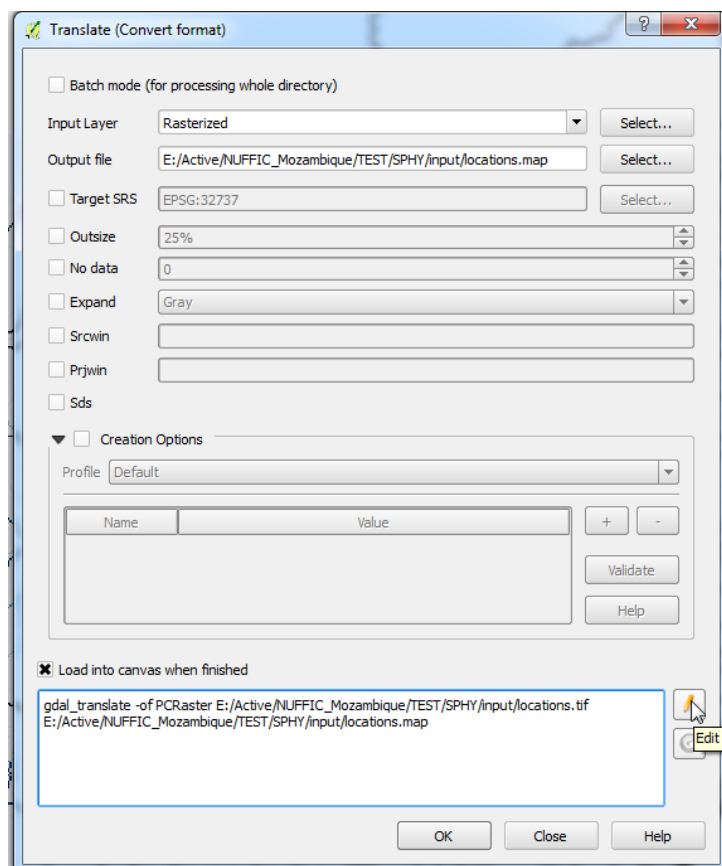 Translate (Convert format)
?
X
Batch mode (for processing whole directory)
Input Layer Rasterized Select...
Output file E:/Active/NUFFIC_Mozambique/TEST/SPHY/input/locations.map Select...
Target SRS EPSG:32737 Select...
Outsize 25%
No data 0
Expand Gray
Srcwin
Prjwin
Sds
Creation Options
Profile Default
Name Value + -
Validate
Help
Load into canvas when finished
gdal_translate -of PCRaster E:/Active/NUFFIC_Mozambique/TEST/SPHY/input/locations.tif
E:/Active/NUFFIC_Mozambique/TEST/SPHY/input/locations.map
Edit
OK Close Help